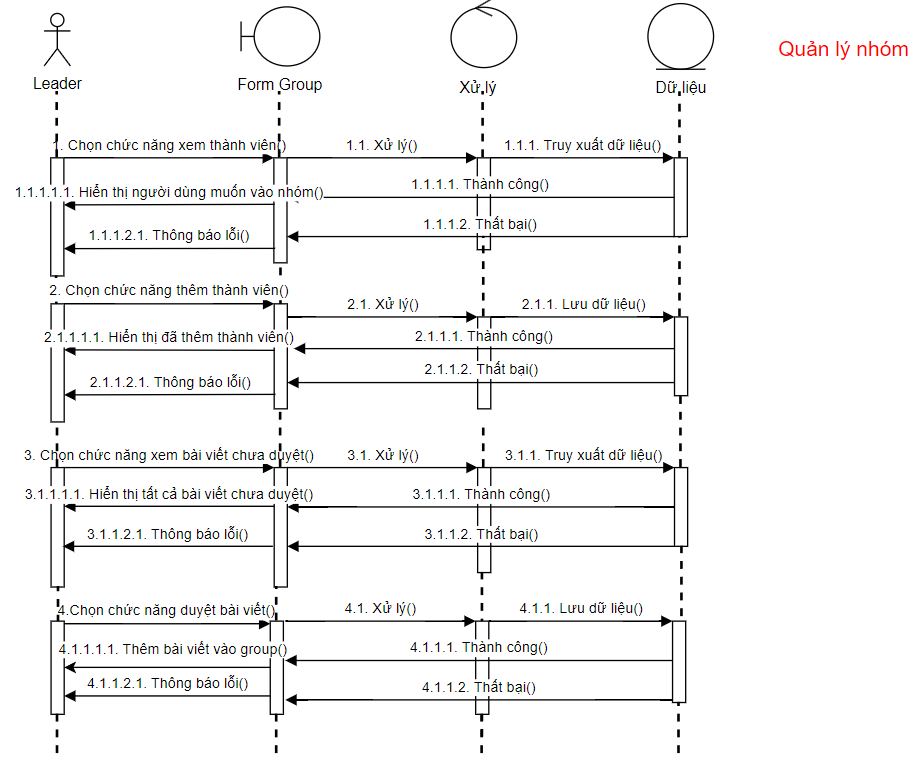 Quản lý nhóm
Leader
Form Group
Xử lý
Dữ liệu
1. Chọn chức năng xem thành viên()
1.1. Xử lý()
1.1.1. Truy xuất dữ liệu()
1.1.1.1. Thành công()
1.1.1.1.1. Hiển thị người dùng muốn vào nhóm()
1.1.1.2. Thất bại()
1.1.1.2.1. Thông báo lỗi()
2. Chọn chức năng thêm thành viên()
2.1. Xử lý()
2.1.1. Lưu dữ liệu()
2.1.1.1. Thành công()
2.1.1.1.1. Hiển thị đã thêm thành viên()
2.1.1.2. Thất bại()
2.1.1.2.1. Thông báo lỗi()
3. Chọn chức năng xem bài viết chưa duyệt()
3.1. Xử lý()
3.1.1. Truy xuất dữ liệu()
3.1.1.1.1. Hiển thị tất cả bài viết chưa duyệt()
3.1.1.1. Thành công()
3.1.1.2.1. Thông báo lỗi()
3.1.1.2. Thất bại()
4.Chọn chức năng duyệt bài viết()
4.1. Xử lý()
4.1.1. Lưu dữ liệu()
4.1.1.1.1. Thêm bài viết vào group()
4.1.1.1. Thành công()
4.1.1.2.1. Thông báo lỗi()
4.1.1.2. Thất bại()